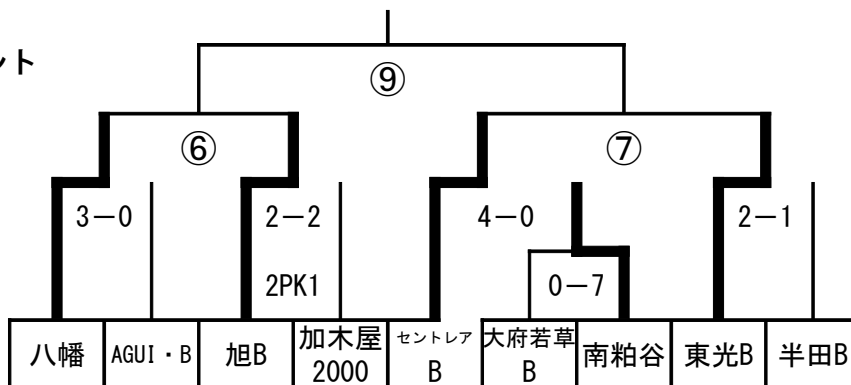 ⑨
ント
⑥
⑦
3－0
2－2
4－0
2－1
2PK1
0－7
八幡
AGUI・B
旭B
加木屋
2000
セントレア
B
大府若草
B
南粕谷
東光B
半田B